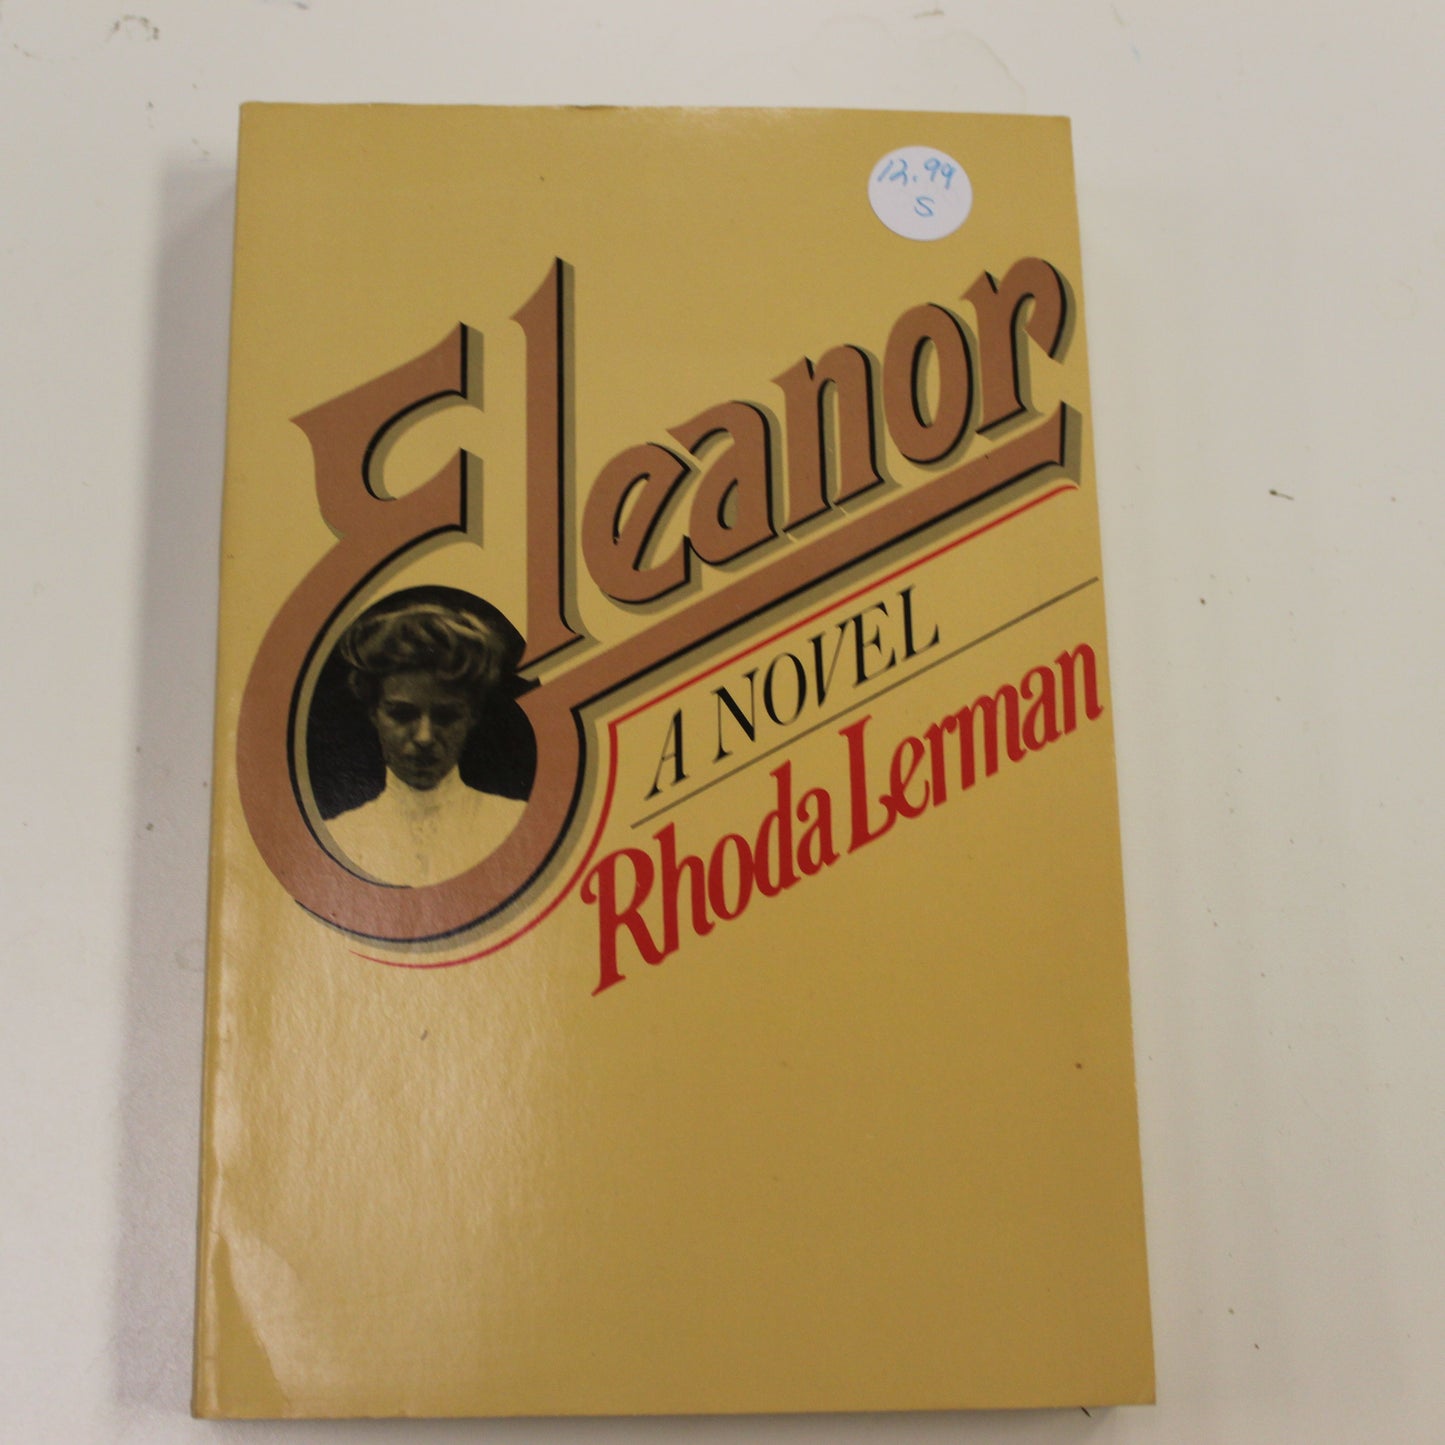 12.99
S
Eleanor
A NOVEL
Rhoda Lerman